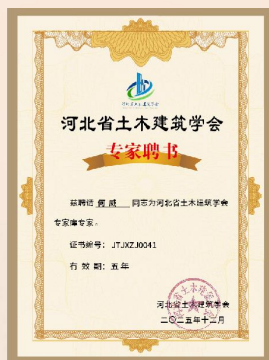 河北省土木建筑学会
专家聘书
兹聘请 何威 同志为河北省土木建筑学会
专家库专家。
证书编号: JTJXZJ0041
有效期:五年
河北省土木建筑学会
二〇二五年十二月